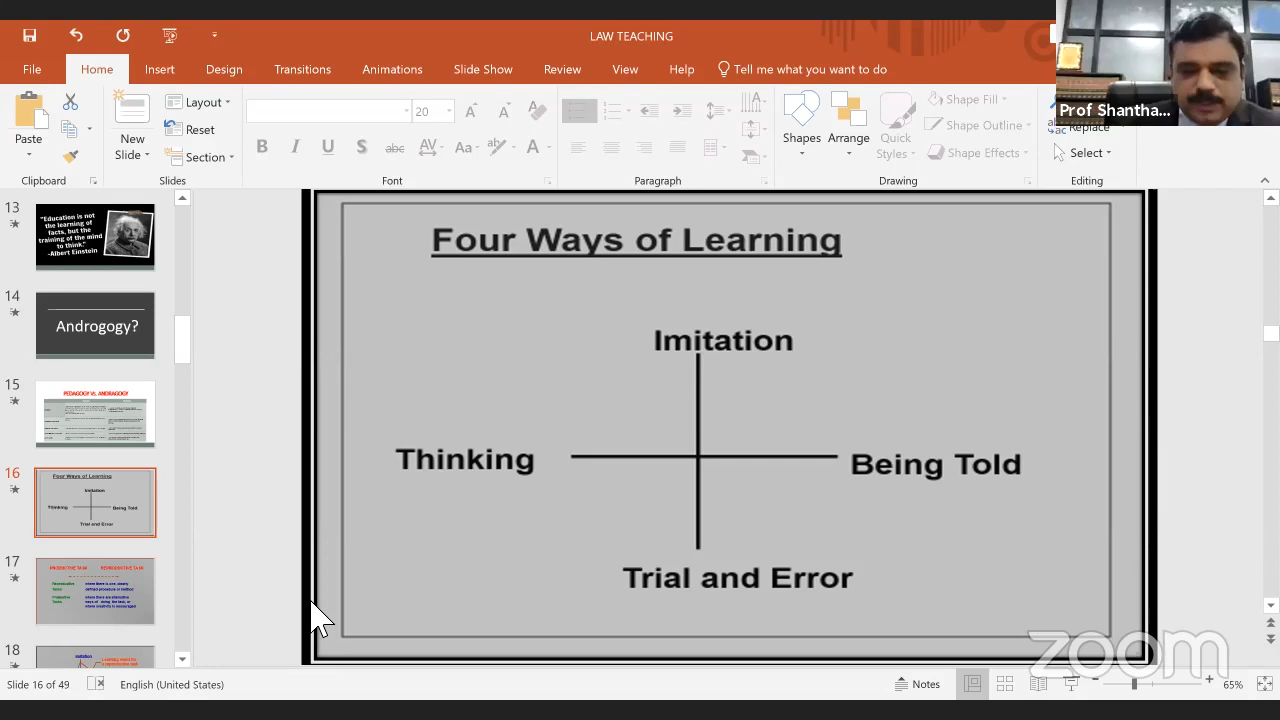 LAW TEACHING
File Home Insert Design Transitions Animations Slide Show Review View Help Tell me what you want to do
Prof Shantha...
Paste
New
Slide
Layout
Reset
Section
20
Shapes
Arrange
Quick
Styles
Shape Fill
Shape Outline
Shape Effects
Replace
Select
Clipboard Slides Font Paragraph Drawing Editing
13
"Education is not
the learning of
facts, but the
training of the mind
to think."
-Albert Einstein
14
Androgogy?
15
PEDAGOGY Vs. ANDRAGOGY
16
Four Ways of Learning
Imitation
Thinking
Being Told
Trial and Error
17
18
Imitation
Four Ways of Learning
Imitation
Thinking
Being Told
Trial and Error
zoom
Slide 16 of 49 English (United States) Notes 65%